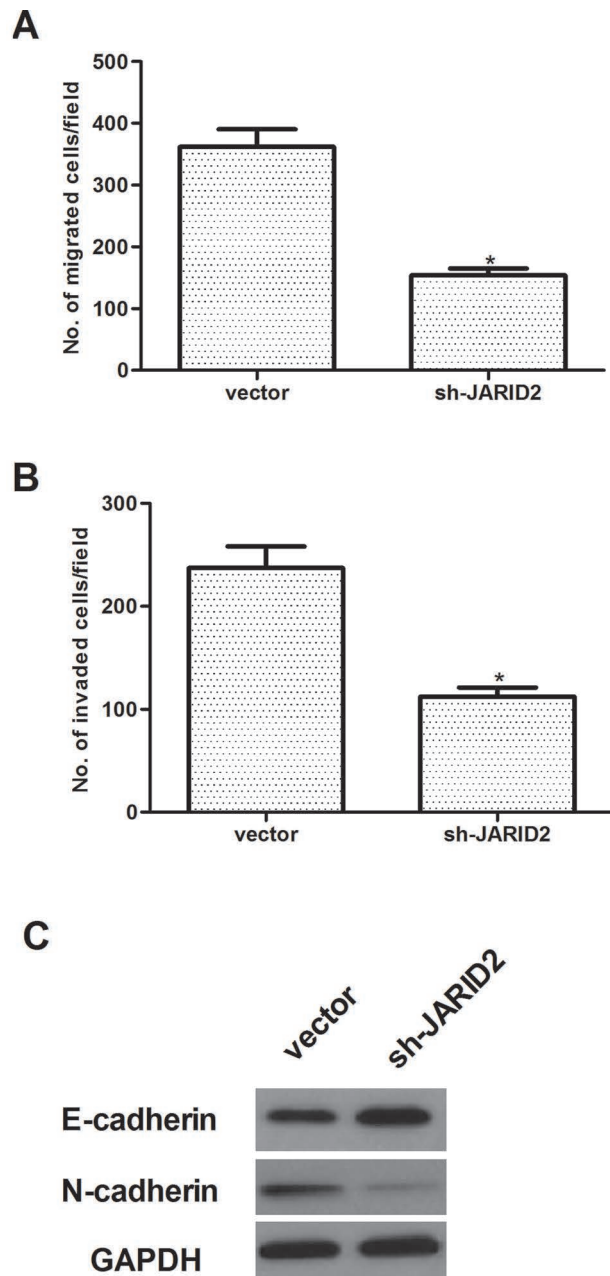 A
No. of migrated cells/field
500
400
300
200
100
0
*
vector
sh-JARID2
B
No. of invaded cells/field
300
200
100
0
*
vector
sh-JARID2
C
vector
sh-JARID2
E-cadherin
N-cadherin
GAPDH